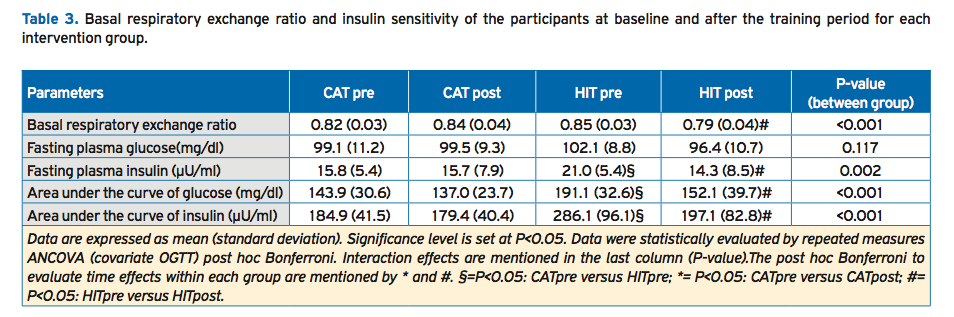 Table 3. Basal respiratory exchange ratio and insulin sensitivity of the participants at baseline and after the training period for each
intervention group.
Parameters CAT pre CAT post HIT pre HIT post P-value (between group)
Basal respiratory exchange ratio 0.82 (0.03) 0.84 (0.04) 0.85 (0.03) 0.79 (0.04)# <0.001
Fasting plasma glucose(mg/dl) 99.1 (11.2) 99.5 (9.3) 102.1 (8.8) 96.4 (10.7) 0.117
Fasting plasma insulin (μU/ml) 15.8 (5.4) 15.7 (7.9) 21.0 (5.4)§ 14.3 (8.5)# 0.002
Area under the curve of glucose (mg/dl) 143.9 (30.6) 137.0 (23.7) 191.1 (32.6)§ 152.1 (39.7)# <0.001
Area under the curve of insulin (μU/ml) 184.9 (41.5) 179.4 (40.4) 286.1 (96.1)§ 197.1 (82.8)# <0.001
Data are expressed as mean (standard deviation). Significance level is set at P<0.05. Data were statistically evaluated by repeated measures
ANCOVA (covariate OGTT) post hoc Bonferroni. Interaction effects are mentioned in the last column (P-value).The post hoc Bonferroni to
evaluate time effects within each group are mentioned by * and #. §=P<0.05: CATpre versus HITpre; *= P<0.05: CATpre versus CATpost; #=
P<0.05: HITpre versus HITpost.